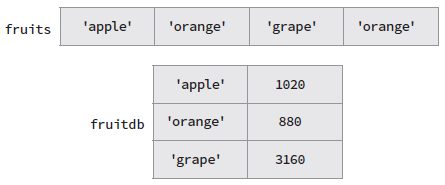 fruits 'apple' 'orange' 'grape' 'orange'
'apple' 1020
fruitdb 'orange' 880
'grape' 3160